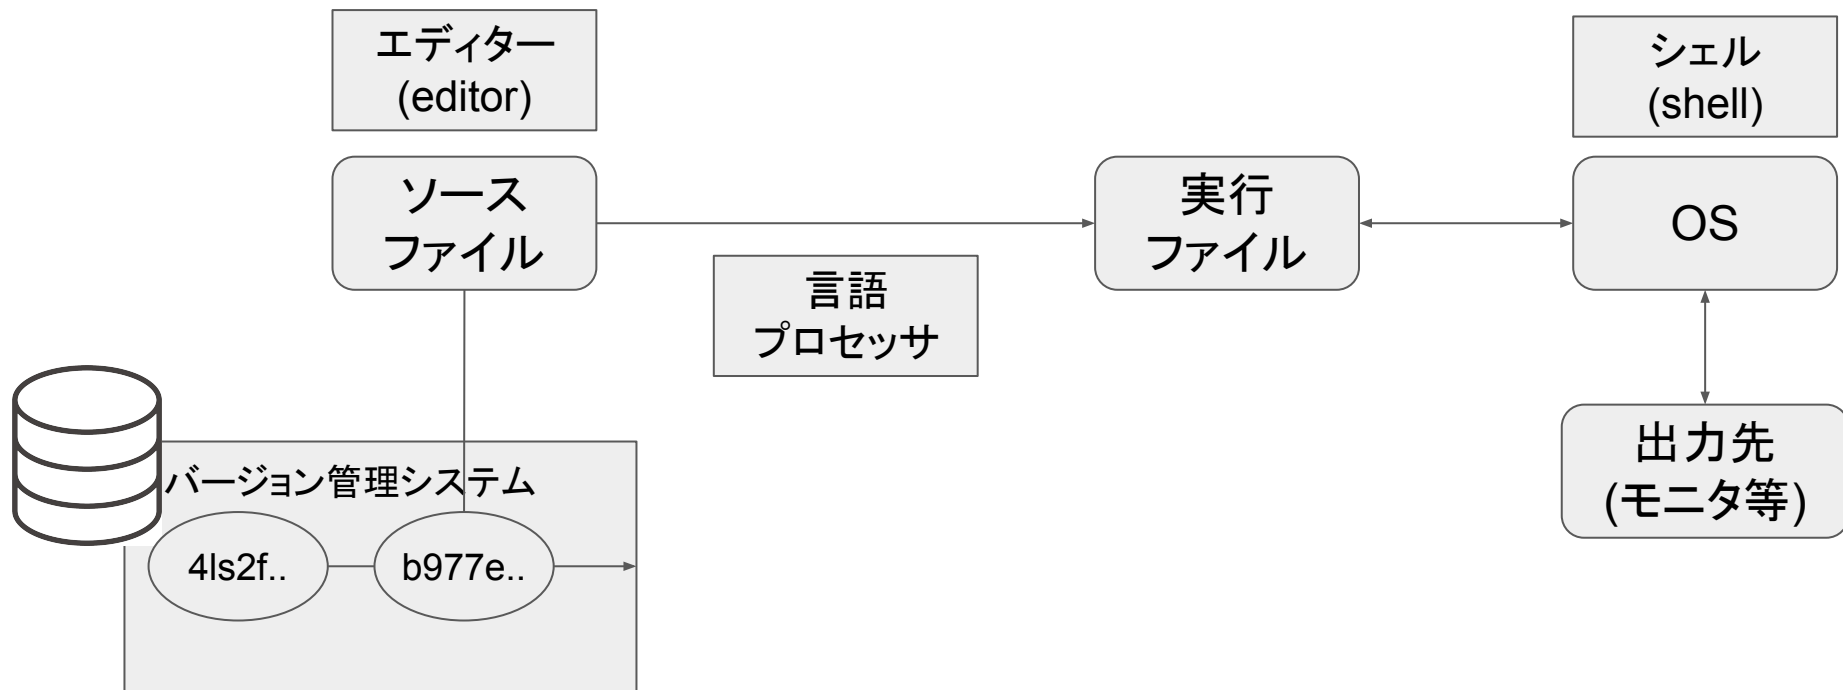 エディター
(editor)
シェル
(shell)
ソース
ファイル
実行
ファイル
OS
言語
プロセッサ
出力先
(モニタ等)
バージョン管理システム
4ls2f..
b977e..